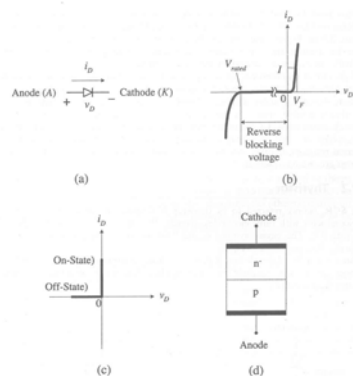 i_D
Anode (A)
Cathode (K)
+
v_D
−
(a)
i_D
V_rated
I
0
V_F
v_D
Reverse
blocking
voltage
(b)
i_D
On-State)
Off-State)
0
v_D
(c)
Cathode
n-
p
Anode
(d)